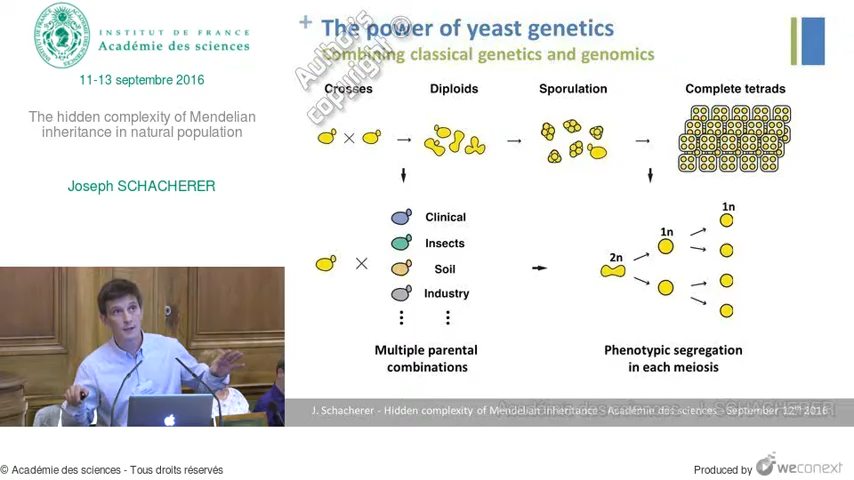 INSTITUT DE FRANCE
Académie des sciences
11-13 septembre 2016
The hidden complexity of Mendelian
inheritance in natural population
Joseph SCHACHERER
+ The power of yeast genetics
Combining classical genetics and genomics
Author's
copyright ©
Crosses
Diploids
Sporulation
Complete tetrads
Clinical
Insects
Soil
Industry
2n
1n
1n
Multiple parental
combinations
Phenotypic segregation
in each meiosis
J. Schacherer - Hidden complexity of Mendelian Inheritance - Académie des sciences - September 12th 2016
© Académie des sciences - Tous droits réservés
Produced by weconext